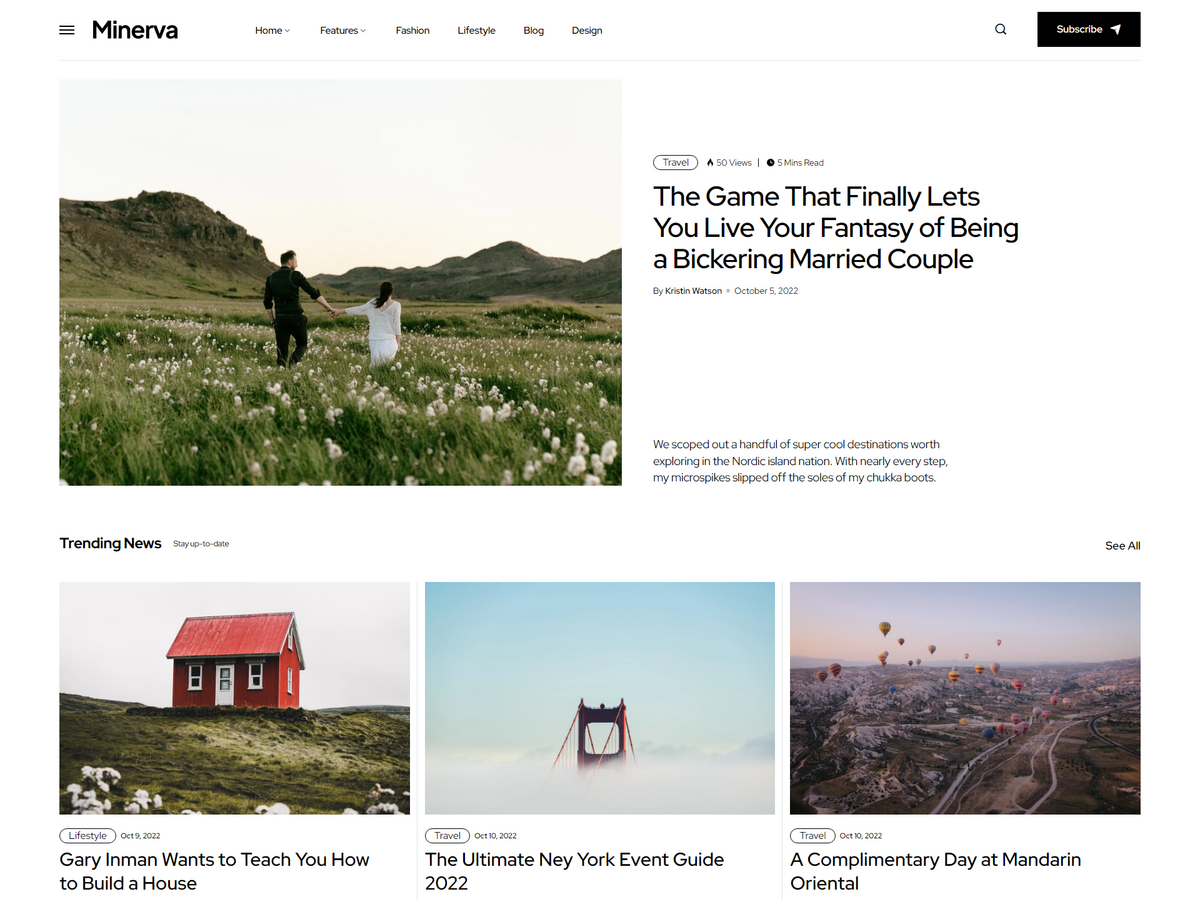 Minerva
Home
Features
Fashion
Lifestyle
Blog
Design
Subscribe
Travel
50 Views
5 Mins Read
The Game That Finally Lets
You Live Your Fantasy of Being
a Bickering Married Couple
By Kristin Watson
October 5, 2022
We scoped out a handful of super cool destinations worth
exploring in the Nordic island nation. With nearly every step,
my microspikes slipped off the soles of my chukka boots.
Trending News
Stay up-to-date
See All
Lifestyle
Oct 9, 2022
Gary Inman Wants to Teach You How
to Build a House
Travel
Oct 10, 2022
The Ultimate Ney York Event Guide
2022
Travel
Oct 10, 2022
A Complimentary Day at Mandarin
Oriental